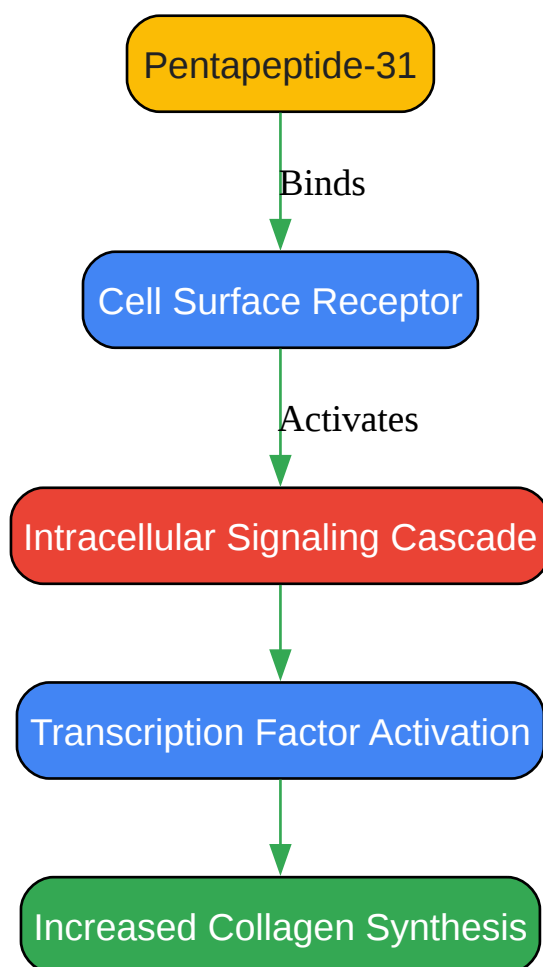 Pentapeptide-31
Binds
Cell Surface Receptor
Activates
Intracellular Signaling Cascade
Transcription Factor Activation
Increased Collagen Synthesis